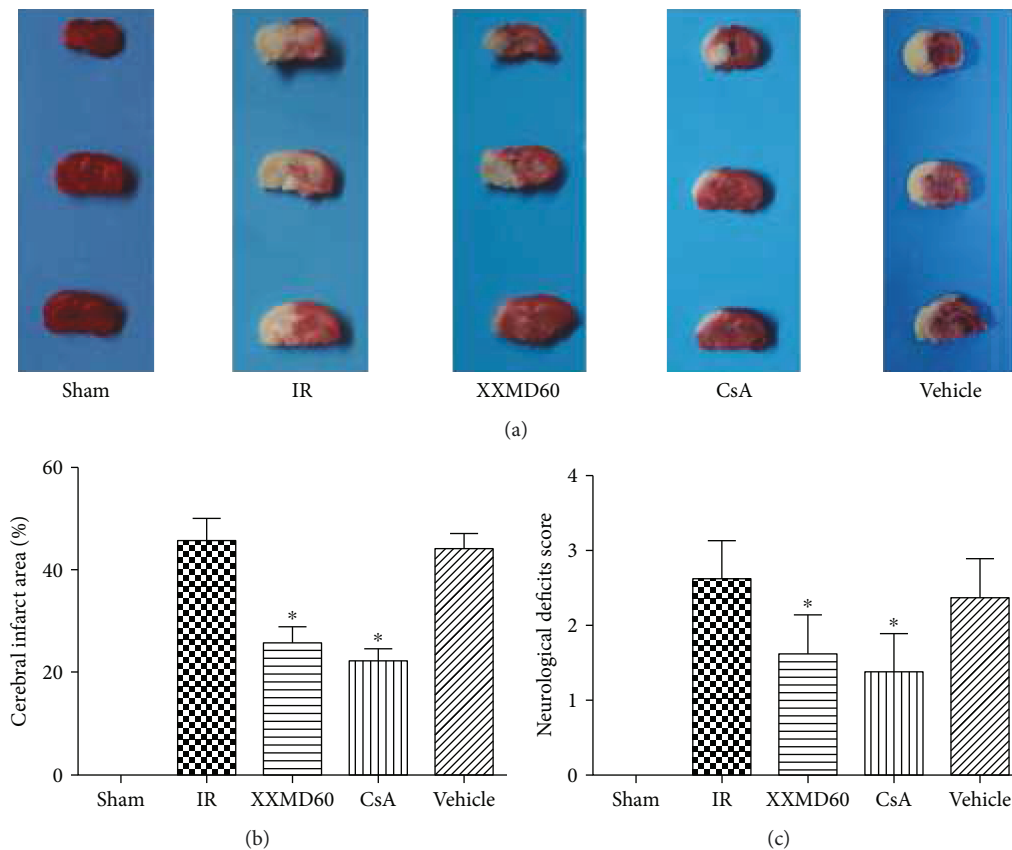 Sham IR XXMD60 CsA Vehicle
(a)
Cerebral infarct area (%)
60
40
20
0
*
*
Sham IR XXMD60 CsA Vehicle
(b)
Neurological deficits score
4
3
2
1
0
*
*
Sham IR XXMD60 CsA Vehicle
(c)